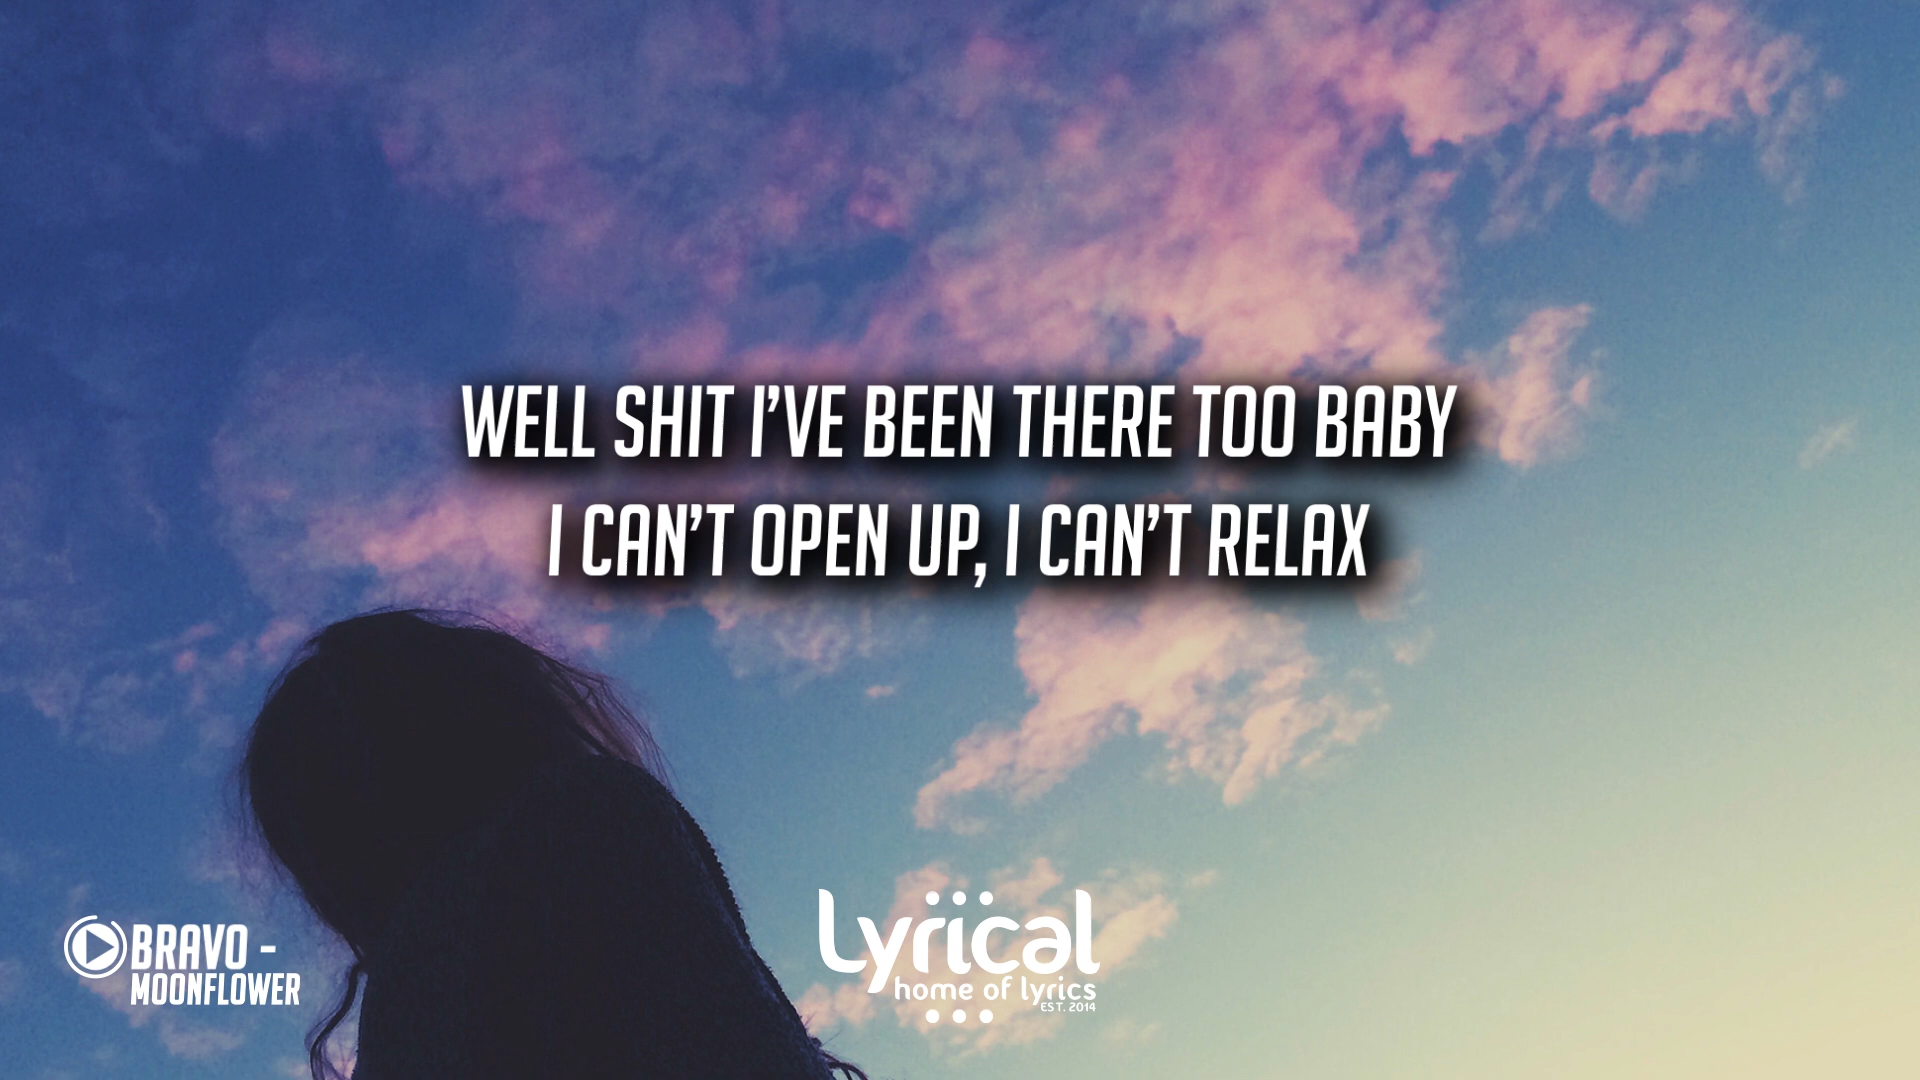 WELL SHIT I'VE BEEN THERE TOO BABY
I CAN'T OPEN UP, I CAN'T RELAX
BRAVO -
MOONFLOWER
Lyrical
home of lyrics
EST. 2014